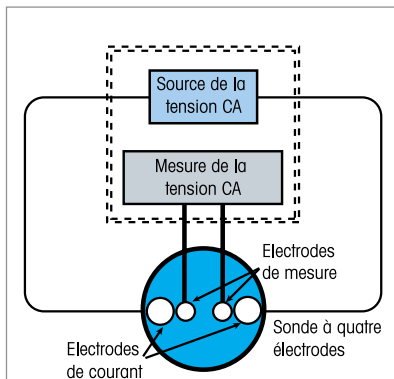 Source de la
tension CA
Mesure de la
tension CA
Electrodes
de mesure
Sonde à quatre
électrodes
Electrodes
de courant